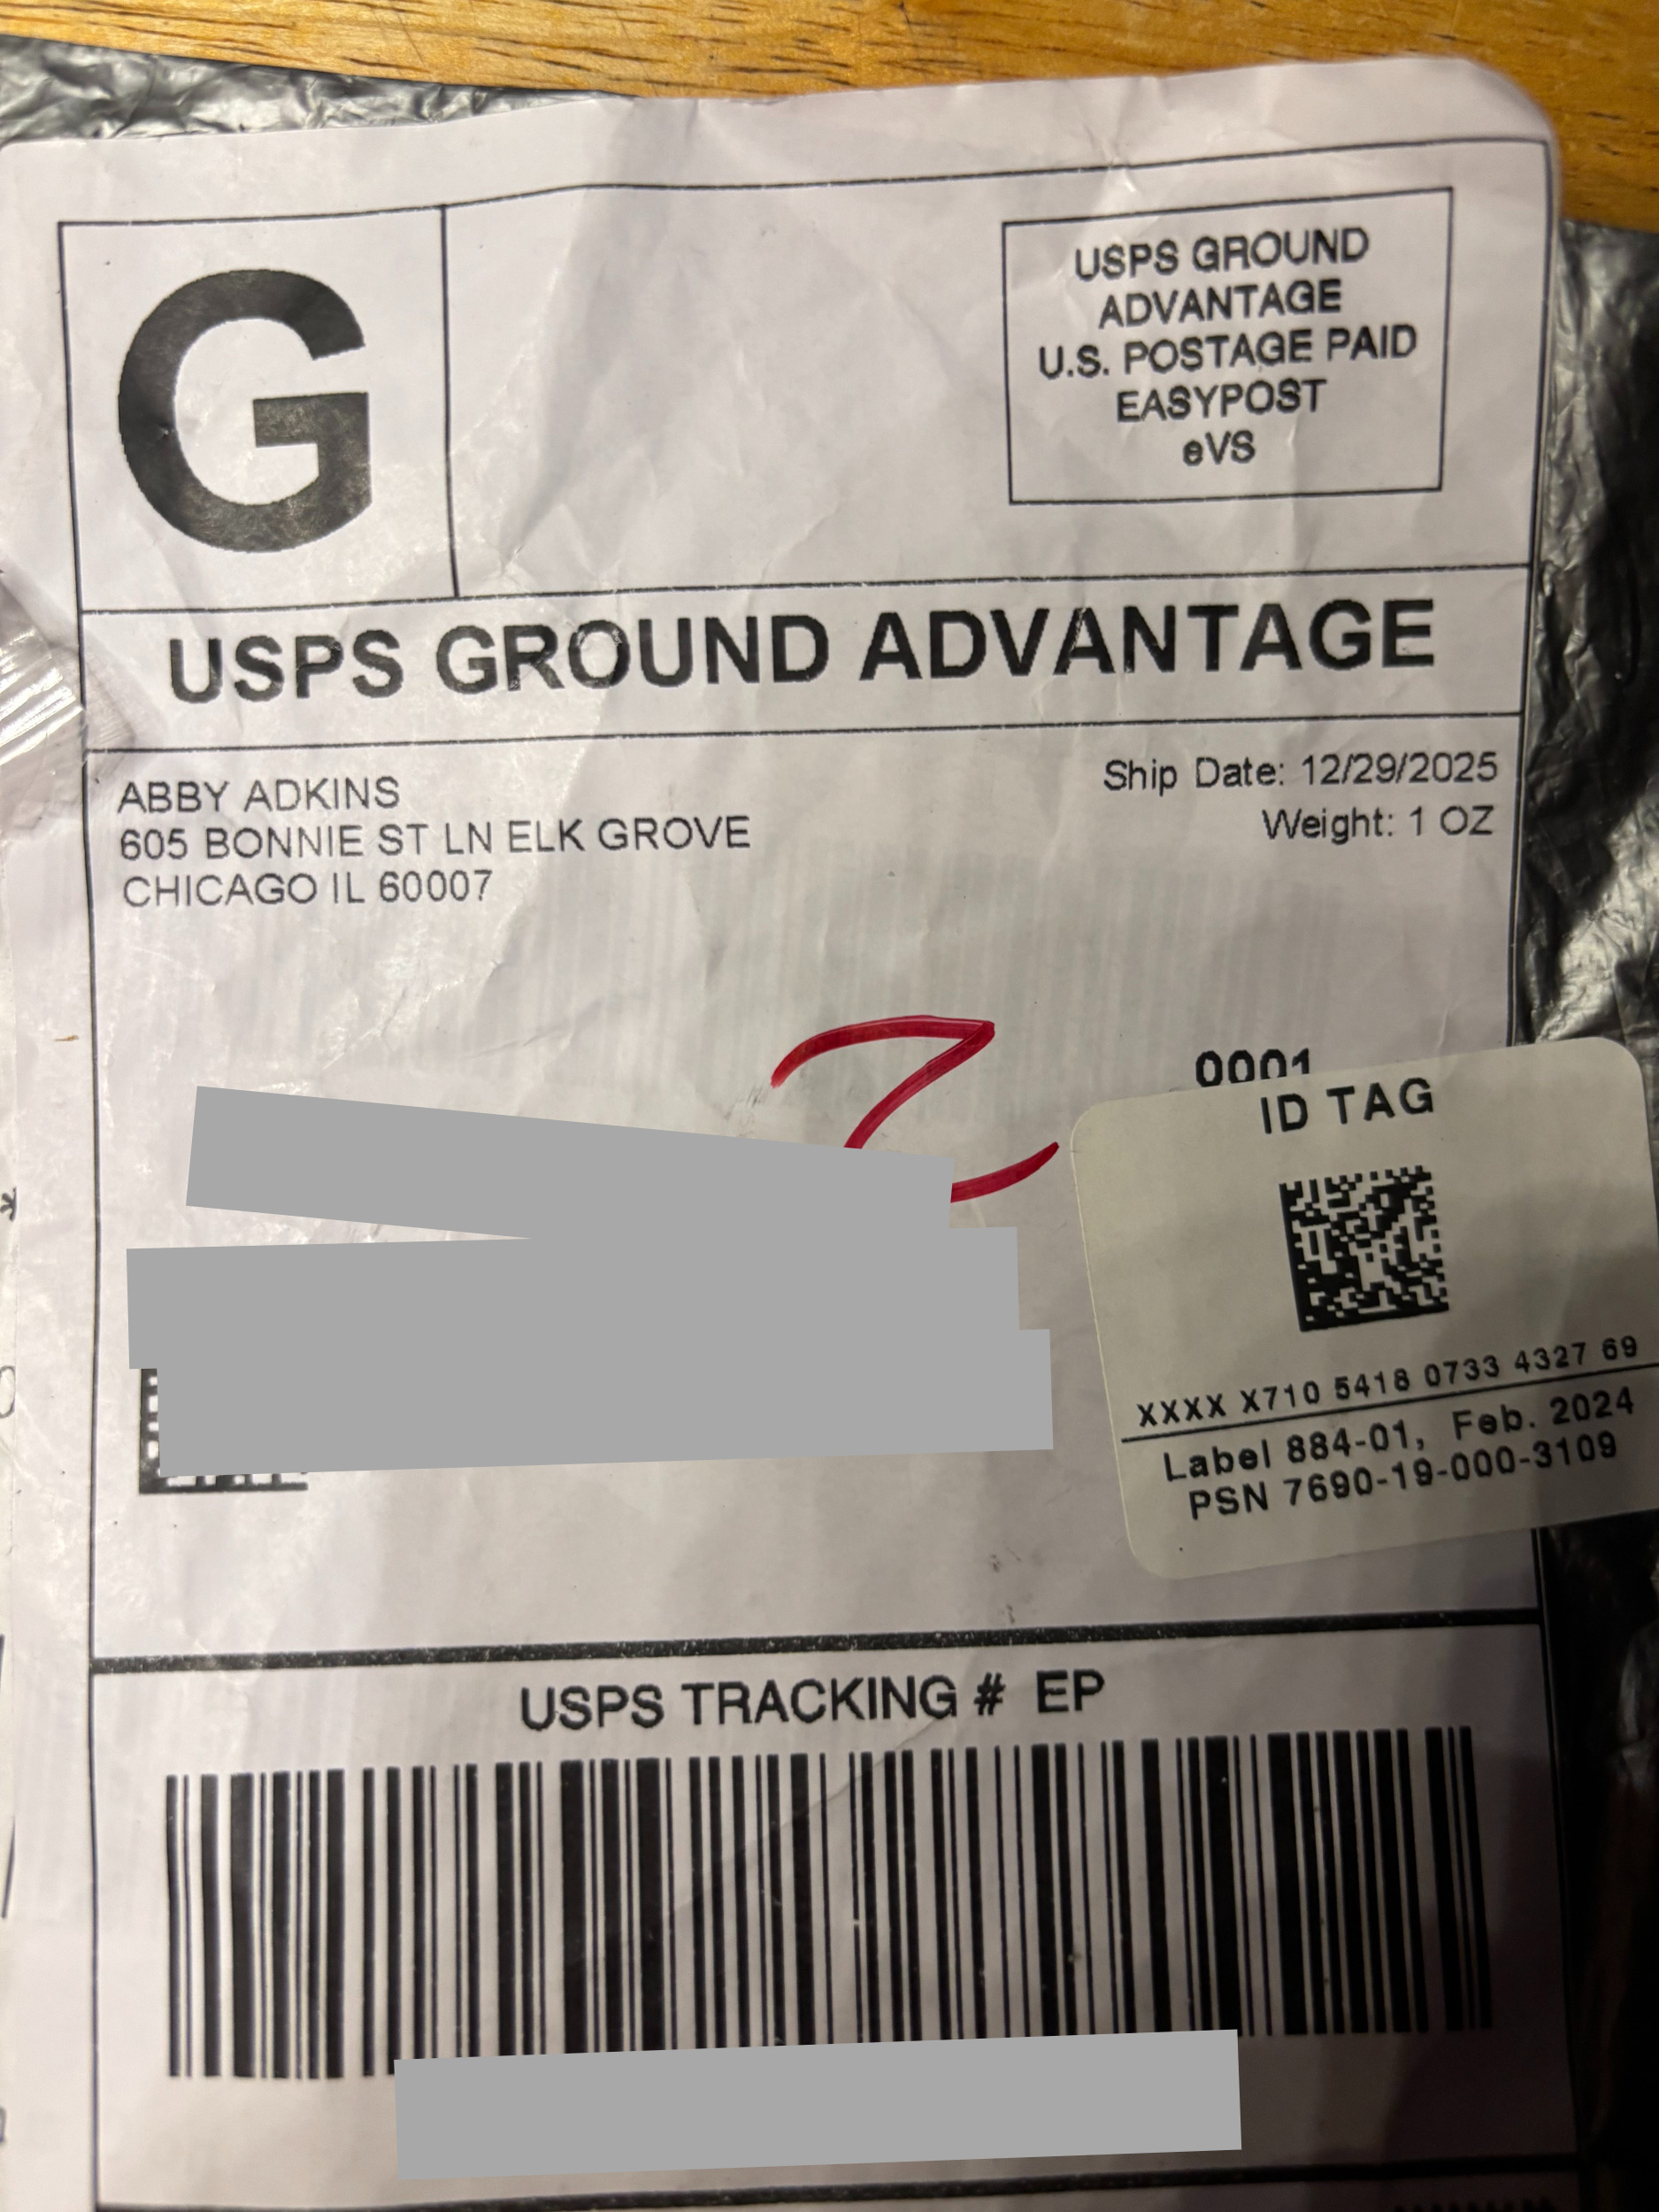 G
USPS GROUND
ADVANTAGE
U.S. POSTAGE PAID
EASYPOST
eVS
USPS GROUND ADVANTAGE
ABBY ADKINS
605 BONNIE ST LN ELK GROVE
CHICAGO IL 60007
Ship Date: 12/29/2025
Weight: 1 OZ
2
0001
ID TAG
XXXX X710 5418 0733 4327 69
Label 884-01, Feb. 2024
PSN 7690-19-000-3109
USPS TRACKING # EP